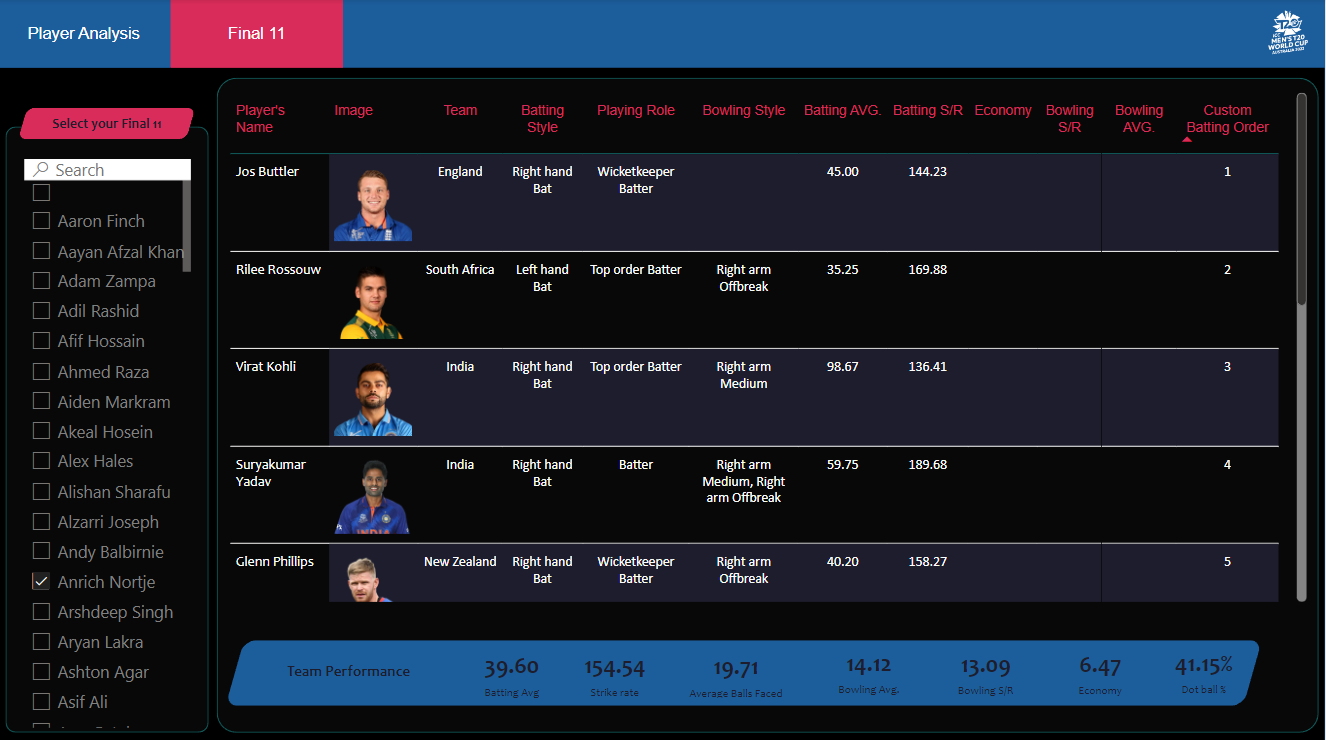 Player Analysis
Final 11
ICC
MEN'S T20
WORLD CUP
AUSTRALIA 2022
Select your Final 11
Search
Aaron Finch
Aayan Afzal Khan
Adam Zampa
Adil Rashid
Afif Hossain
Ahmed Raza
Aiden Markram
Akeal Hosein
Alex Hales
Alishan Sharafu
Alzarri Joseph
Andy Balbirnie
Anrich Nortje
Arshdeep Singh
Aryan Lakra
Ashton Agar
Asif Ali
Player's Image Team Batting Playing Role Bowling Style Batting AVG. Batting S/R Economy Bowling Bowling Custom
Name Style S/R AVG. Batting Order
Jos Buttler England Right hand Wicketkeeper 45.00 144.23 1
Bat Batter
Rilee Rossouw South Africa Left hand Top order Batter Right arm 35.25 169.88 2
Bat Offbreak
Virat Kohli India Right hand Top order Batter Right arm 98.67 136.41 3
Bat Medium
Suryakumar India Right hand Batter Right arm 59.75 189.68 4
Yadav Bat Medium, Right
arm Offbreak
INDIA
Glenn Phillips New Zealand Right hand Wicketkeeper Right arm 40.20 158.27 5
Bat Batter Offbreak
Team Performance 39.60 154.54 19.71 14.12 13.09 6.47 41.15%
Batting Avg Strike rate Average Balls Faced Bowling Avg. Bowling S/R Economy Dot ball %